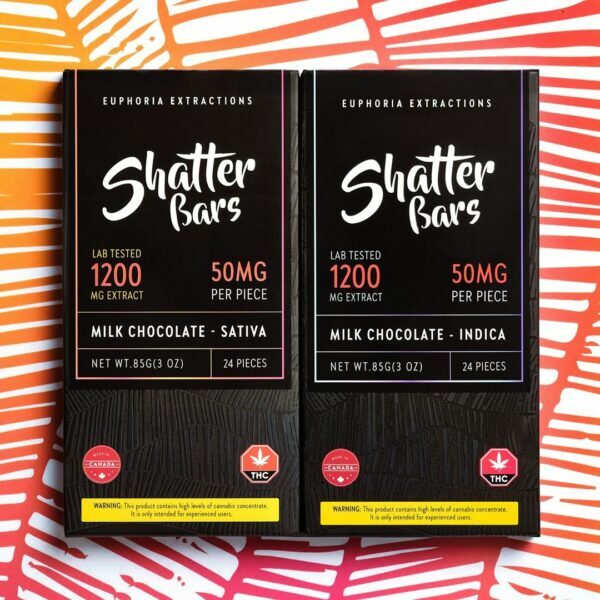 EUPHORIA EXTRACTIONS
Shatter
Bars
LAB TESTED
1200
MG EXTRACT
50MG
PER PIECE
MILK CHOCOLATE - SATIVA
NET WT.85G(3 OZ)
24 PIECES
MADE IN
CANADA
THC
WARNING: This product contains high levels of cannabis concentrate.
It is only intended for experienced users.
EUPHORIA EXTRACTIONS
Shatter
Bars
LAB TESTED
1200
MG EXTRACT
50MG
PER PIECE
MILK CHOCOLATE - INDICA
NET WT.85G(3 OZ)
24 PIECES
MADE IN
CANADA
THC
WARNING: This product contains high levels of cannabis concentrate.
It is only intended for experienced users.